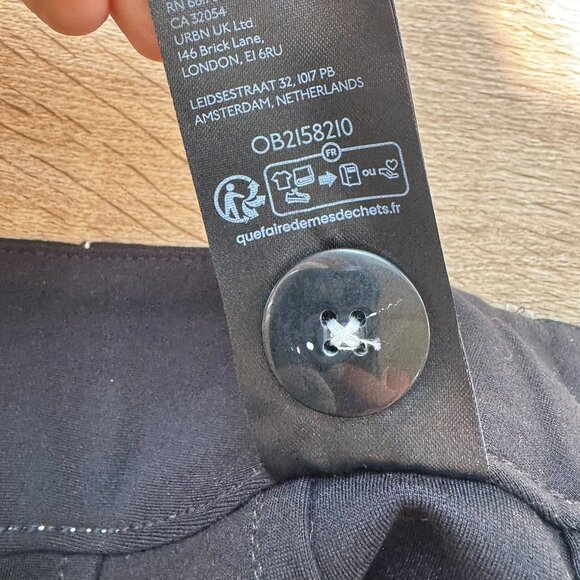 CA 32054
URBN UK Ltd
146 Brick Lane,
LONDON, E1 6RU
LEIDSESTRAAT 32, 1017 PB
AMSTERDAM, NETHERLANDS
OB2158210
FR
ou
quefairedemesdechets.fr